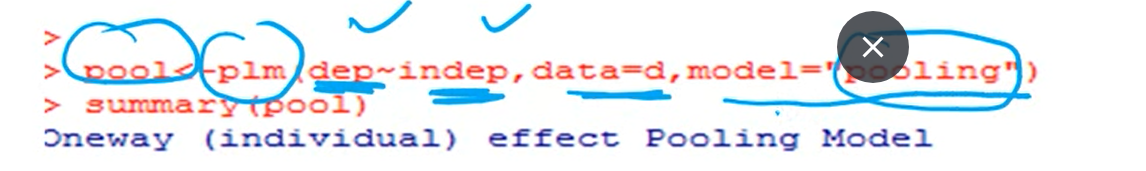 >
> pool<-plm(dep~indep,data=d,model="pooling")
> summary(pool)
Oneway (individual) effect Pooling Model